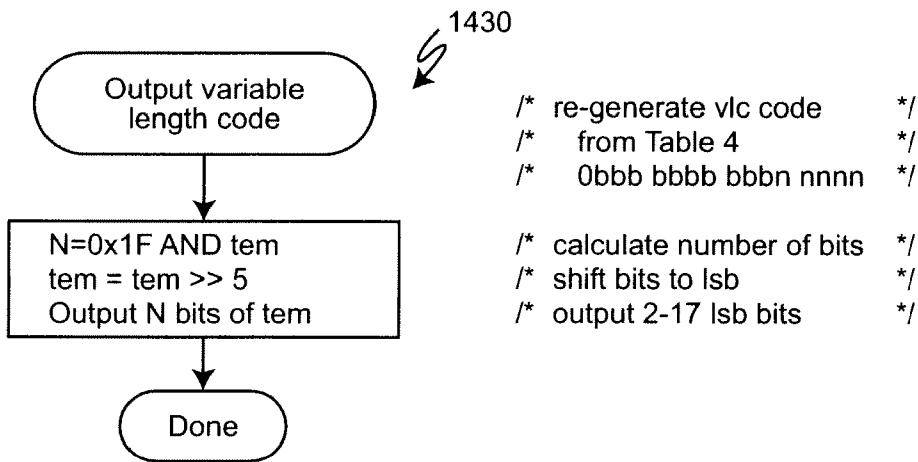 1430
Output variable
length code
/* re-generate vlc code */
/* from Table 4 */
/* 0bbb bbbb bbbn nnnn */
N=0x1F AND tem
tem = tem >> 5
Output N bits of tem
/* calculate number of bits */
/* shift bits to lsb */
/* output 2-17 lsb bits */
Done